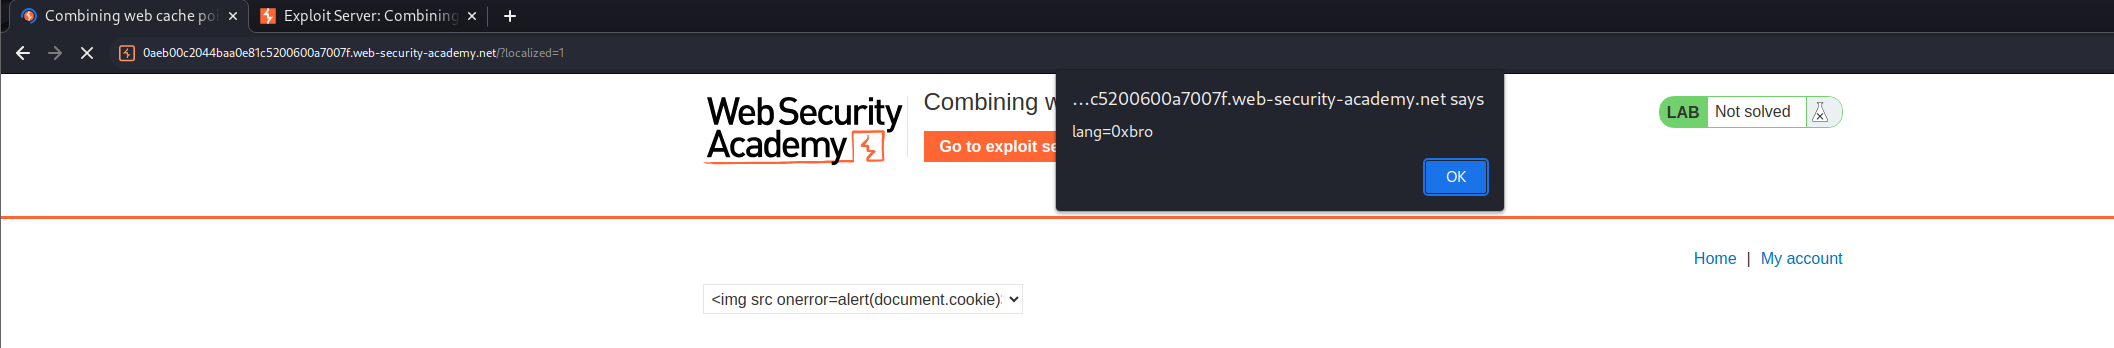 Combining web cache poi
Exploit Server: Combining
0aeb00c2044baa0e81c5200600a7007f.web-security-academy.net/?localized=1
Web Security
Academy
Combining w
Go to exploit se
...c5200600a7007f.web-security-academy.net says
lang=0xbro
OK
LAB Not solved
Home | My account
<img src onerror=alert(document.cookie)